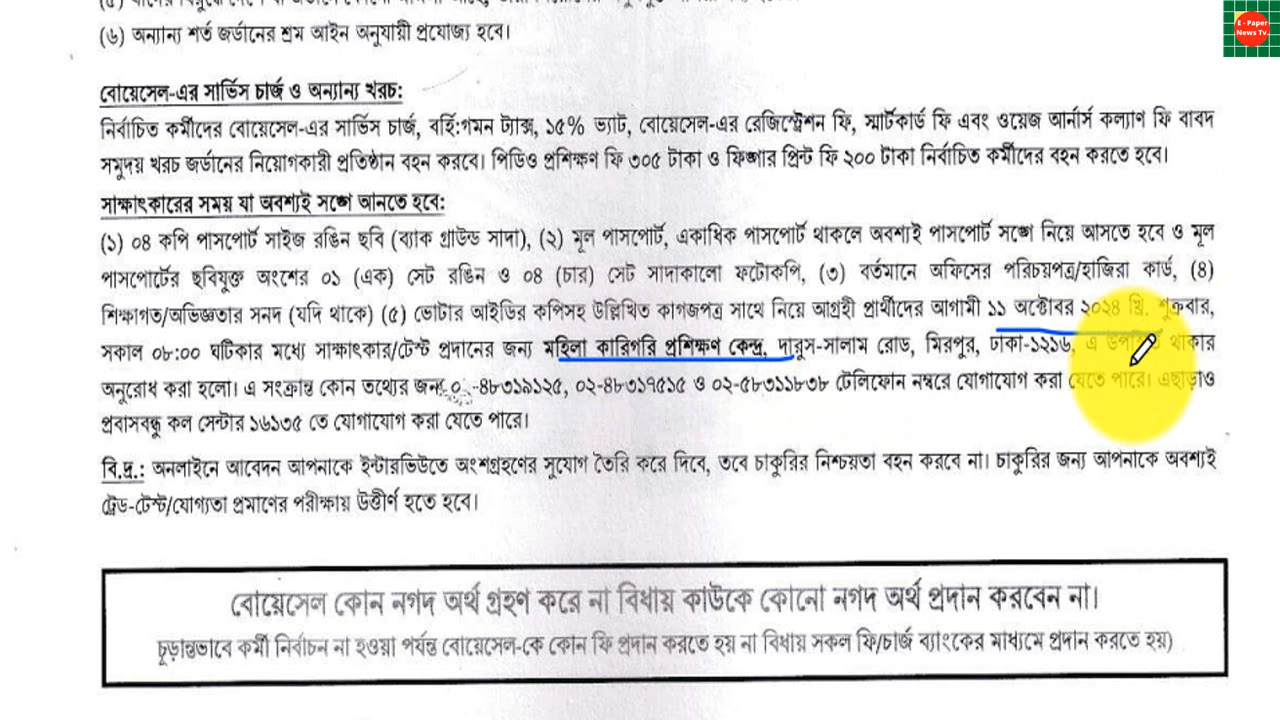 (৬) অন্যান্য শর্ত জর্ডানের শ্রম আইন অনুযায়ী প্রযোজ্য হবে।
E - Paper
News Tv.
বোয়েসেল-এর সার্ভিস চার্জ ও অন্যান্য খরচ:
নির্বাচিত কর্মীদের বোয়েসেল-এর সার্ভিস চার্জ, বর্হি:গমন ট্যাক্স, ১৫% ভ্যাট, বোয়েসেল-এর রেজিস্ট্রেশন ফি, স্মার্টকার্ড ফি এবং ওয়েজ আর্নার্স কল্যাণ ফি বাবদ
সমুদয় খরচ জর্ডানের নিয়োগকারী প্রতিষ্ঠান বহন করবে। পিডিও প্রশিক্ষণ ফি ৩০৫ টাকা ও ফিঙ্গার প্রিন্ট ফি ২০০ টাকা নির্বাচিত কর্মীদের বহন করতে হবে।
সাক্ষাৎকারের সময় যা অবশ্যই সঙ্গে আনতে হবে:
(১) ০৪ কপি পাসপোর্ট সাইজ রঙিন ছবি (ব্যাক গ্রাউন্ড সাদা), (২) মূল পাসপোর্ট, একাধিক পাসপোর্ট থাকলে অবশ্যই পাসপোর্ট সঙ্গে নিয়ে আসতে হবে ও মূল
পাসপোর্টের ছবিযুক্ত অংশের ০১ (এক) সেট রঙিন ও ০৪ (চার) সেট সাদাকালো ফটোকপি, (৩) বর্তমানে অফিসের পরিচয়পত্র/হাজিরা কার্ড, (৪)
শিক্ষাগত/অভিজ্ঞতার সনদ (যদি থাকে) (৫) ভোটার আইডির কপিসহ উল্লিখিত কাগজপত্র সাথে নিয়ে আগ্রহী প্রার্থীদের আগামী ১১ অক্টোবর ২০২৪ খ্রি. শুক্রবার,
সকাল ০৮:০০ ঘটিকার মধ্যে সাক্ষাৎকার/টেস্ট প্রদানের জন্য মহিলা কারিগরি প্রশিক্ষণ কেন্দ্র, দারুস-সালাম রোড, মিরপুর, ঢাকা-১২১৬, এ থাকার
অনুরোধ করা হলো। এ সংক্রান্ত কোন তথ্যের জন্য -৪৮৩১৯১২৫, ০২-৪৮৩১৭৫১৫ ও ০২-৫৮৩১১৮৩৮ টেলিফোন নম্বরে যোগাযোগ করা যেতে পারে। এছাড়াও
প্রবাসবন্ধু কল সেন্টার ১৬১৩৫ তে যোগাযোগ করা যেতে পারে।
বি.দ্র.: অনলাইনে আবেদন আপনাকে ইন্টারভিউতে অংশগ্রহণের সুযোগ তৈরি করে দিবে, তবে চাকুরির নিশ্চয়তা বহন করবে না। চাকুরির জন্য আপনাকে অবশ্যই
ট্রেড-টেস্ট/যোগ্যতা প্রমাণের পরীক্ষায় উত্তীর্ণ হতে হবে।
বোয়েসেল কোন নগদ অর্থ গ্রহণ করে না বিধায় কাউকে কোনো নগদ অর্থ প্রদান করবেন না।
চূড়ান্তভাবে কর্মী নির্বাচন না হওয়া পর্যন্ত বোয়েসেল-কে কোন ফি প্রদান করতে হয় না বিধায় সকল ফি/চার্জ ব্যাংকের মাধ্যমে প্রদান করতে হয়)